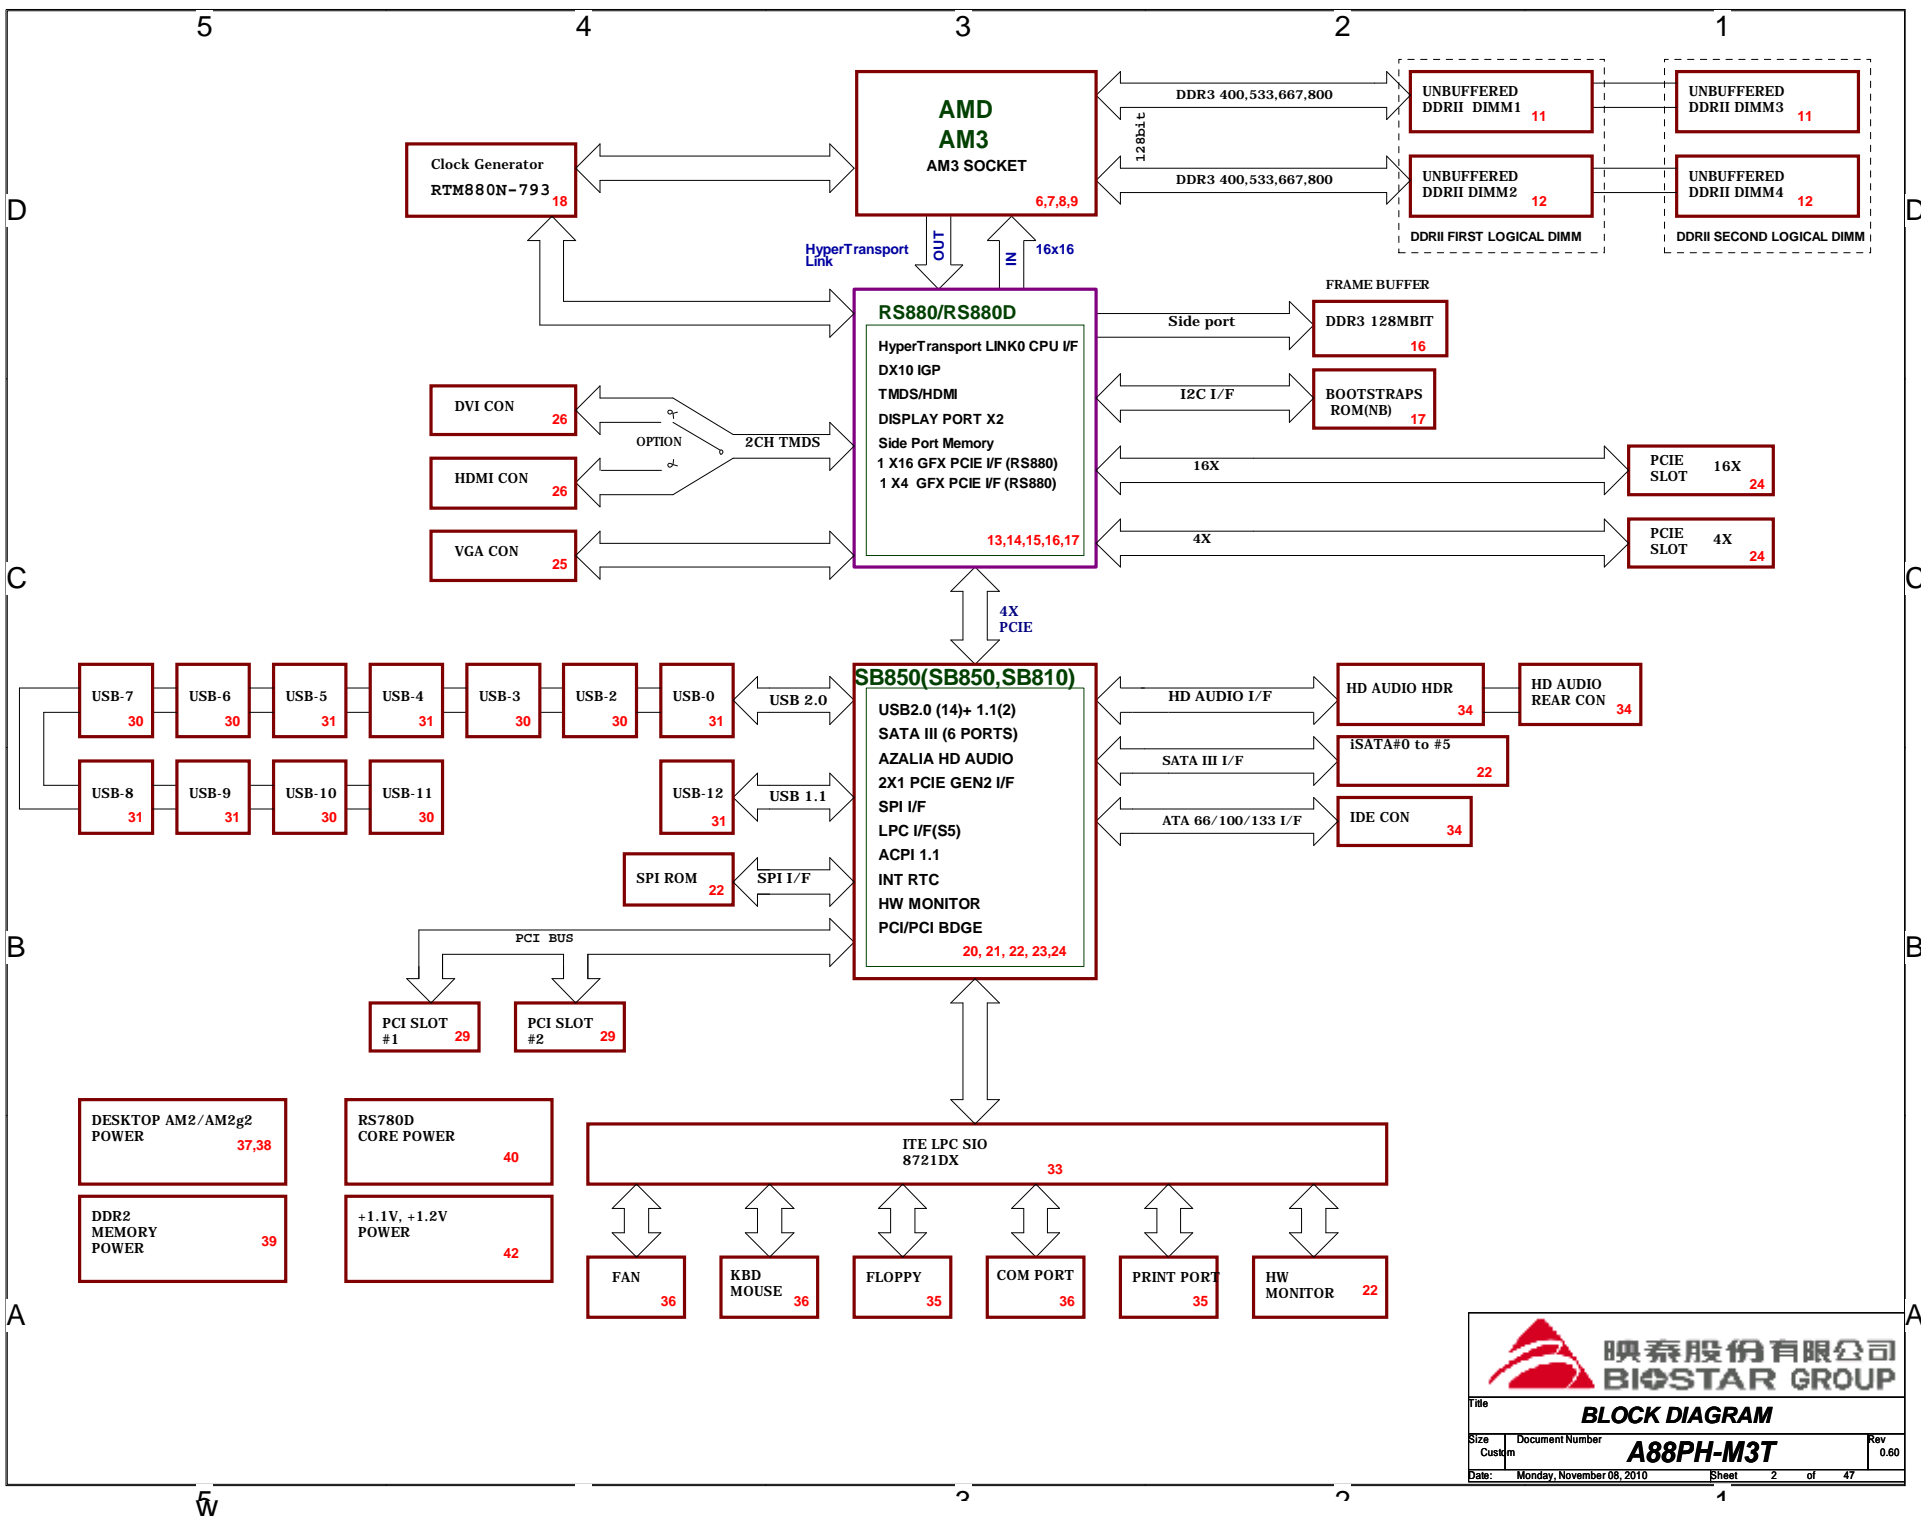 5 4 3 2 1
D D
C C
B B
A A
AMD
AM3
AM3 SOCKET
6,7,8,9
Clock Generator
RTM880N-793
18
DDR3 400,533,667,800
128bit
DDR3 400,533,667,800
UNBUFFERED
DDRII DIMM1
11
UNBUFFERED
DDRII DIMM3
11
UNBUFFERED
DDRII DIMM2
12
UNBUFFERED
DDRII DIMM4
12
DDRII FIRST LOGICAL DIMM
DDRII SECOND LOGICAL DIMM
HyperTransport
Link
OUT
IN
16x16
RS880/RS880D
HyperTransport LINK0 CPU I/F
DX10 IGP
TMDS/HDMI
DISPLAY PORT X2
Side Port Memory
1 X16 GFX PCIE I/F (RS880)
1 X4 GFX PCIE I/F (RS880)
13,14,15,16,17
FRAME BUFFER
Side port
DDR3 128MBIT
16
I2C I/F
BOOTSTRAPS
ROM(NB)
17
DVI CON
26
OPTION
2CH TMDS
HDMI CON
26
VGA CON
25
16X
PCIE
SLOT
16X
24
4X
PCIE
SLOT
4X
24
4X
PCIE
SB850(SB850,SB810)
USB2.0 (14)+ 1.1(2)
SATA III (6 PORTS)
AZALIA HD AUDIO
2X1 PCIE GEN2 I/F
SPI I/F
LPC I/F(S5)
ACPI 1.1
INT RTC
HW MONITOR
PCI/PCI BDGE
20, 21, 22, 23,24
USB-7
30
USB-6
30
USB-5
31
USB-4
31
USB-3
30
USB-2
30
USB-0
31
USB 2.0
USB-8
31
USB-9
31
USB-10
30
USB-11
30
USB-12
31
USB 1.1
SPI ROM
22
SPI I/F
HD AUDIO I/F
HD AUDIO HDR
34
HD AUDIO
REAR CON
34
SATA III I/F
iSATA#0 to #5
22
ATA 66/100/133 I/F
IDE CON
34
PCI BUS
PCI SLOT
#1
29
PCI SLOT
#2
29
DESKTOP AM2/AM2g2
POWER
37,38
RS780D
CORE POWER
40
DDR2
MEMORY
POWER
39
+1.1V, +1.2V
POWER
42
ITE LPC SIO
8721DX
33
FAN
36
KBD
MOUSE
36
FLOPPY
35
COM PORT
36
PRINT PORT
35
HW
MONITOR
22
映泰股份有限公司
BIOSTAR GROUP
Title
BLOCK DIAGRAM
Size
Custom
Document Number
A88PH-M3T
Rev
0.60
Date: Monday, November 08, 2010 Sheet 2 of 47
5 3 2 1
W